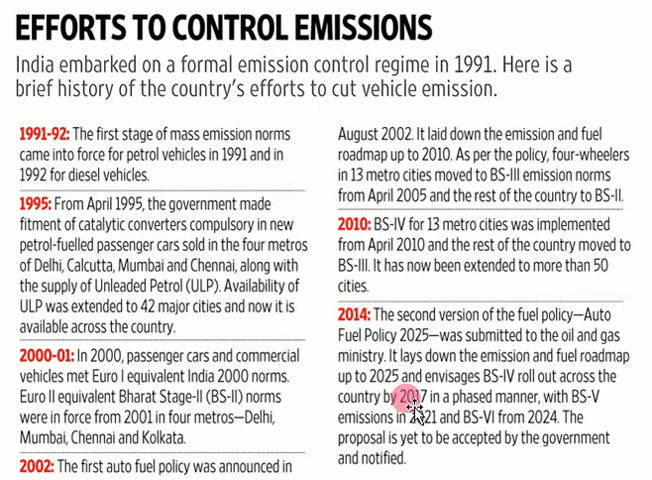 EFFORTS TO CONTROL EMISSIONS
India embarked on a formal emission control regime in 1991. Here is a
brief history of the country's efforts to cut vehicle emission.
1991-92: The first stage of mass emission norms
came into force for petrol vehicles in 1991 and in
1992 for diesel vehicles.
1995: From April 1995, the government made
fitment of catalytic converters compulsory in new
petrol-fuelled passenger cars sold in the four metros
of Delhi, Calcutta, Mumbai and Chennai, along with
the supply of Unleaded Petrol (ULP). Availability of
ULP was extended to 42 major cities and now it is
available across the country.
2000-01: In 2000, passenger cars and commercial
vehicles met Euro I equivalent India 2000 norms.
Euro II equivalent Bharat Stage-II (BS-II) norms
were in force from 2001 in four metros—Delhi,
Mumbai, Chennai and Kolkata.
2002: The first auto fuel policy was announced in
August 2002. It laid down the emission and fuel
roadmap up to 2010. As per the policy, four-wheelers
in 13 metro cities moved to BS-III emission norms
from April 2005 and the rest of the country to BS-II.
2010: BS-IV for 13 metro cities was implemented
from April 2010 and the rest of the country moved to
BS-III. It has now been extended to more than 50
cities.
2014: The second version of the fuel policy—Auto
Fuel Policy 2025—was submitted to the oil and gas
ministry. It lays down the emission and fuel roadmap
up to 2025 and envisages BS-IV roll out across the
country by 2017 in a phased manner, with BS-V
emissions in 2021 and BS-VI from 2024. The
proposal is yet to be accepted by the government
and notified.